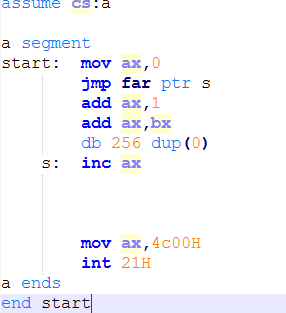 assume cs:a
a segment
start: mov ax,0
jmp far ptr s
add ax,1
add ax,bx
db 256 dup(0)
s: inc ax
mov ax,4c00H
int 21H
a ends
end start